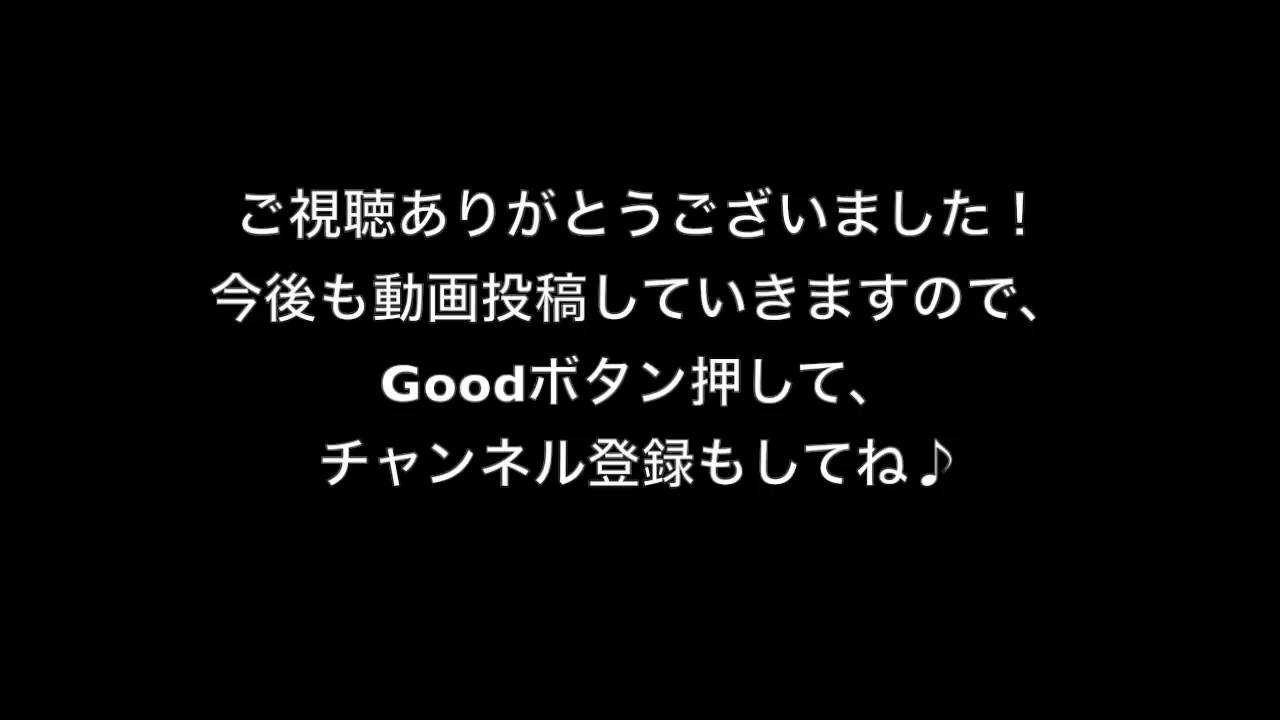 ご視聴ありがとうございました！
今後も動画投稿していきますので、
Goodボタン押して、
チャンネル登録もしてね♪